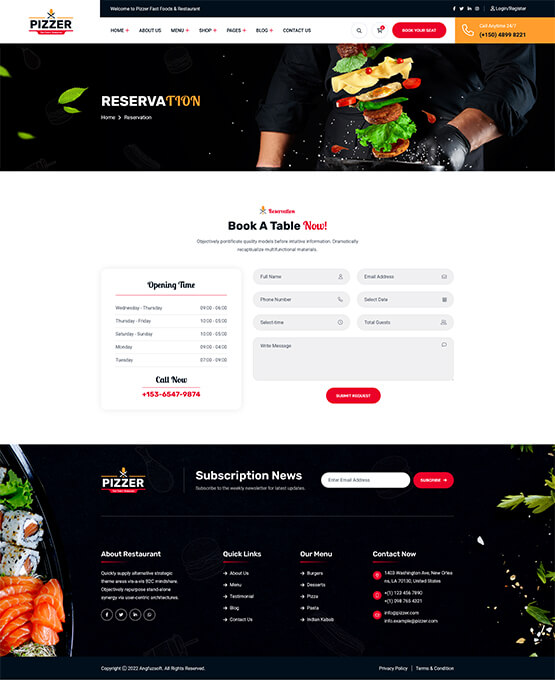 Welcome to Pizzer Fast Foods & Restaurant
Login/Register
PIZZER
HOME +
ABOUT US
MENU +
SHOP +
PAGES +
BLOG +
CONTACT US
BOOK YOUR SEAT
Call Anytime 24/7
(+150) 4899 8221
RESERVATION
Home > Reservation
Reservation
Book A Table Now!
Objectively pontificate quality models before intuitive information. Dramatically
recaptiualize multifunctional materials.
Opening Time
Wednesday - Thursday 09:00 - 06:00
Thursday - Friday 10:00 - 05:00
Saturday - Sunday 10:00 - 05:00
Monday 09:00 - 04:00
Tuesday 07:00 - 09:00
Call Now
+153-6547-9874
Full Name
Email Address
Phone Number
Select Date
Select time
Total Guests
Write Message
SUBMIT REQUEST
PIZZER
Subscription News
Subscribe to the weekly newsletter for latest updates.
Enter Email Address
SUBCRIBE →
About Restaurant
Quickly supply alternative strategic
theme areas vis-a-vis B2C mindshare.
Objectively repurpose stand-alone
synergy via user-centric architectures.
Quick Links
→ About Us
→ Menu
→ Testimonial
→ Blog
→ Contact Us
Our Menu
→ Burgers
→ Desserts
→ Pizza
→ Pasta
→ Indian Kabab
Contact Now
1403 Washington Ave, New Orlea
ns, LA 70130, United States
+(1) 123 456 7890
+(1) 098 765 4321
info@pizzer.com
info.example@pizzer.com
Copyright © 2022 Angfuzsoft. All Rights Reserved.
Privacy Policy | Terms & Condition